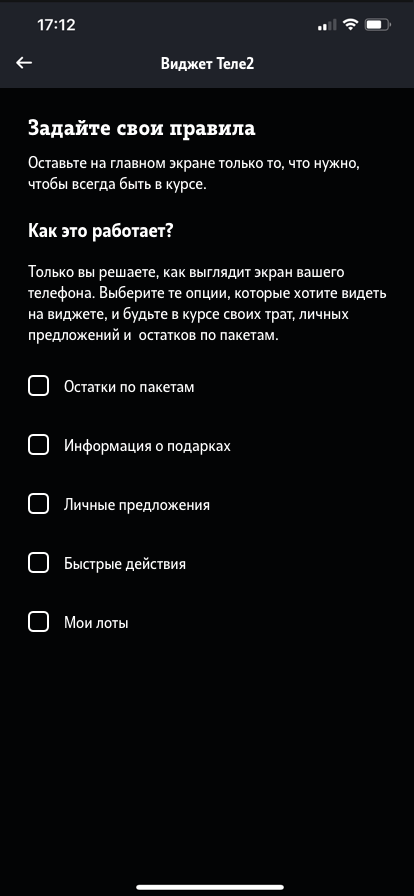 17:12
Виджет Теле2
Задайте свои правила
Оставьте на главном экране только то, что нужно,
чтобы всегда быть в курсе.
Как это работает?
Только вы решаете, как выглядит экран вашего
телефона. Выберите те опции, которые хотите видеть
на виджете, и будьте в курсе своих трат, личных
предложений и  остатков по пакетам.
Остатки по пакетам
Информация о подарках
Личные предложения
Быстрые действия
Мои лоты